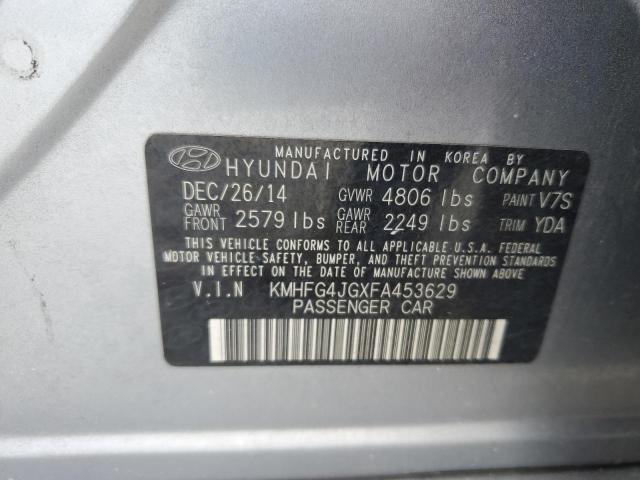 MANUFACTURED IN KOREA BY
HYUNDAI MOTOR COMPANY
DEC/26/14 GVWR 4806 lbs PAINT V7S
GAWR FRONT 2579 lbs GAWR REAR 2249 lbs TRIM YDA
THIS VEHICLE CONFORMS TO ALL APPLICABLE U.S.A. FEDERAL
MOTOR VEHICLE SAFETY, BUMPER, AND THEFT PREVENTION STANDARDS
IN EFFECT ON THE DATE OF MANUFACTURE SHOWN ABOVE
V.I.N KMHFG4JGXFA453629
PASSENGER CAR